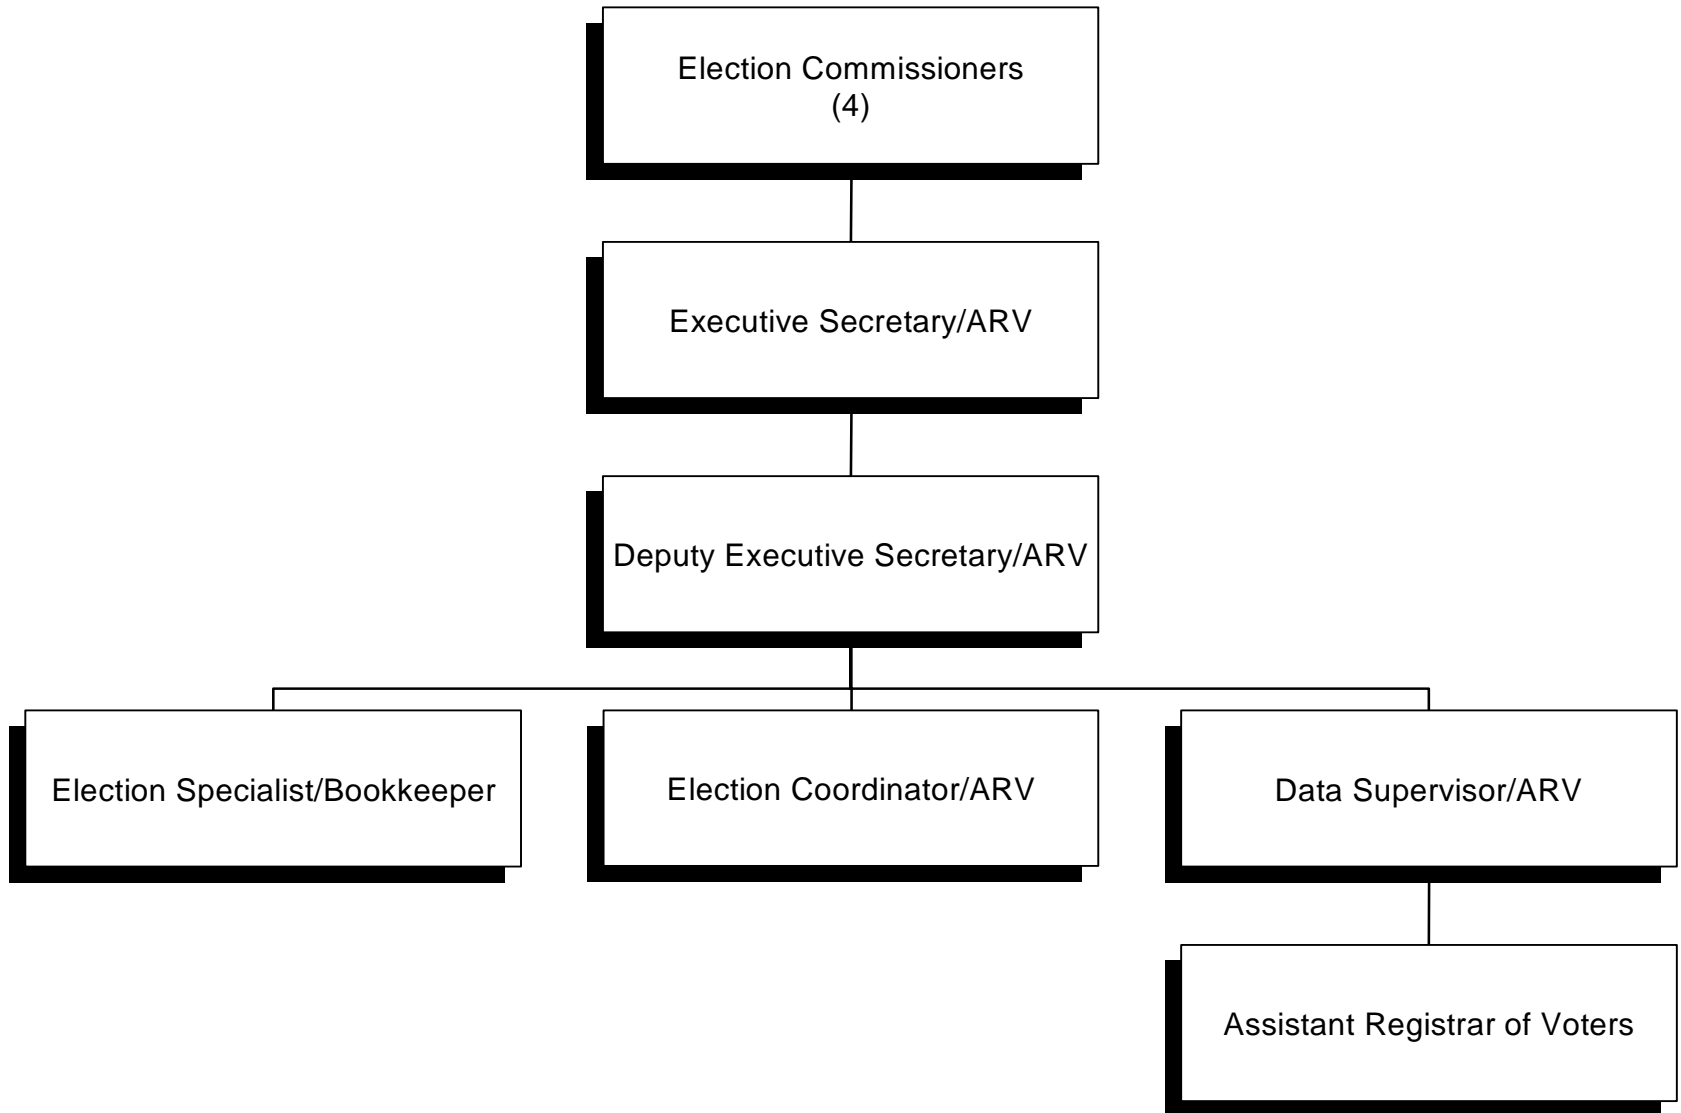 Election Commissioners
(4)
Executive Secretary/ARV
Deputy Executive Secretary/ARV
Election Specialist/Bookkeeper
Election Coordinator/ARV
Data Supervisor/ARV
Assistant Registrar of Voters